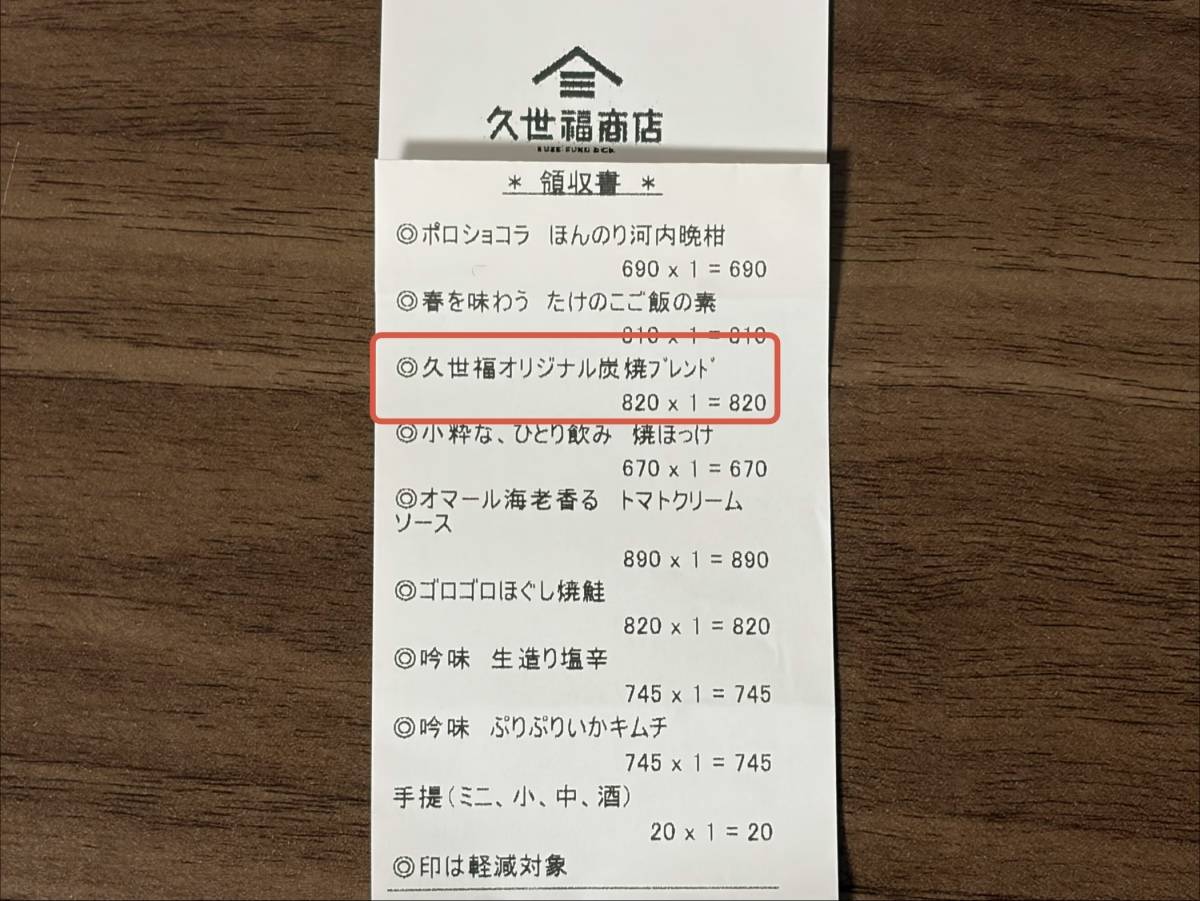 久世福商店
* 領収書 *
◎ポロショコラ ほんのり河内晩柑
690 x 1 = 690
◎春を味わう たけのこご飯の素
810 x 1 = 810
◎久世福オリジナル炭焼ﾌﾞﾚﾝﾄﾞ
820 x 1 = 820
◎小粋な、ひとり飲み 焼ほっけ
670 x 1 = 670
◎オマール海老香る トマトクリーム
ソース
890 x 1 = 890
◎ゴロゴロほぐし焼鮭
820 x 1 = 820
◎吟味 生造り塩辛
745 x 1 = 745
◎吟味 ぷりぷりいかキムチ
745 x 1 = 745
手提(ミニ、小、中、酒)
20 x 1 = 20
◎印は軽減対象